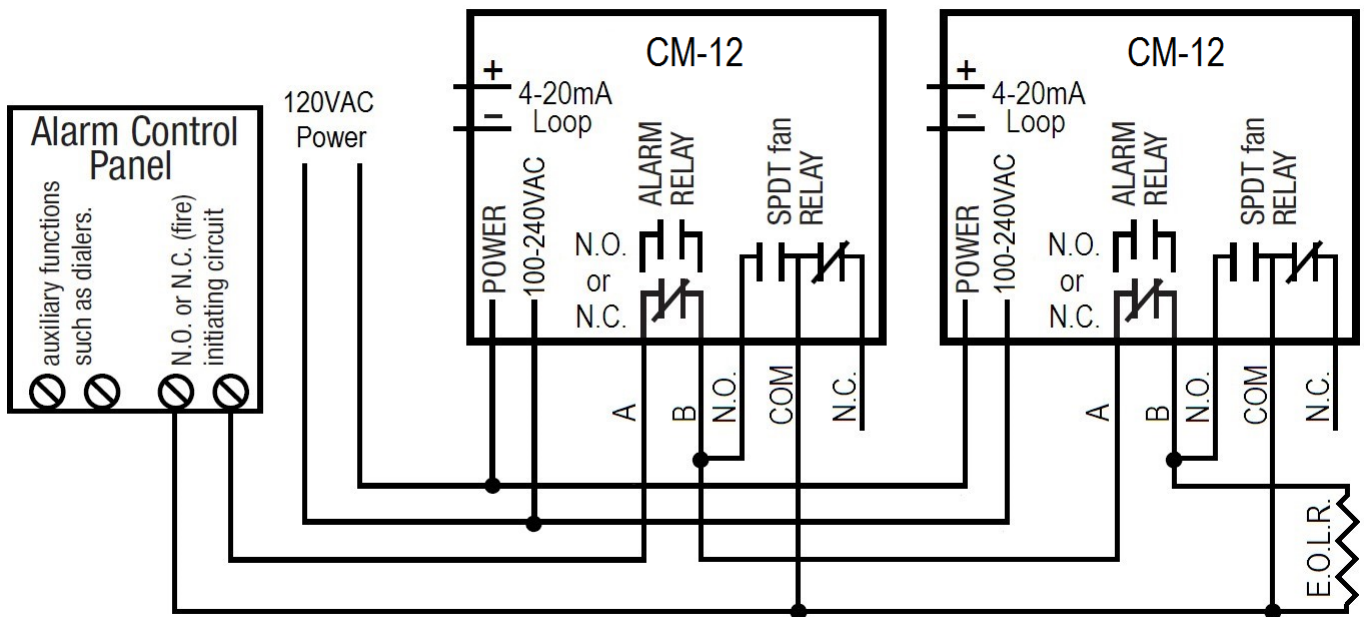 Alarm Control
Panel
auxiliary functions
such as dialers.
N.O. or N.C. (fire)
initiating circuit
120VAC
Power
CM-12
+
-
4-20mA
Loop
POWER
100-240VAC
N.O.
or
N.C.
ALARM
RELAY
SPDT fan
RELAY
A
B
N.O.
COM
N.C.
CM-12
+
-
4-20mA
Loop
POWER
100-240VAC
N.O.
or
N.C.
ALARM
RELAY
SPDT fan
RELAY
A
B
N.O.
COM
N.C.
E.O.L.R.